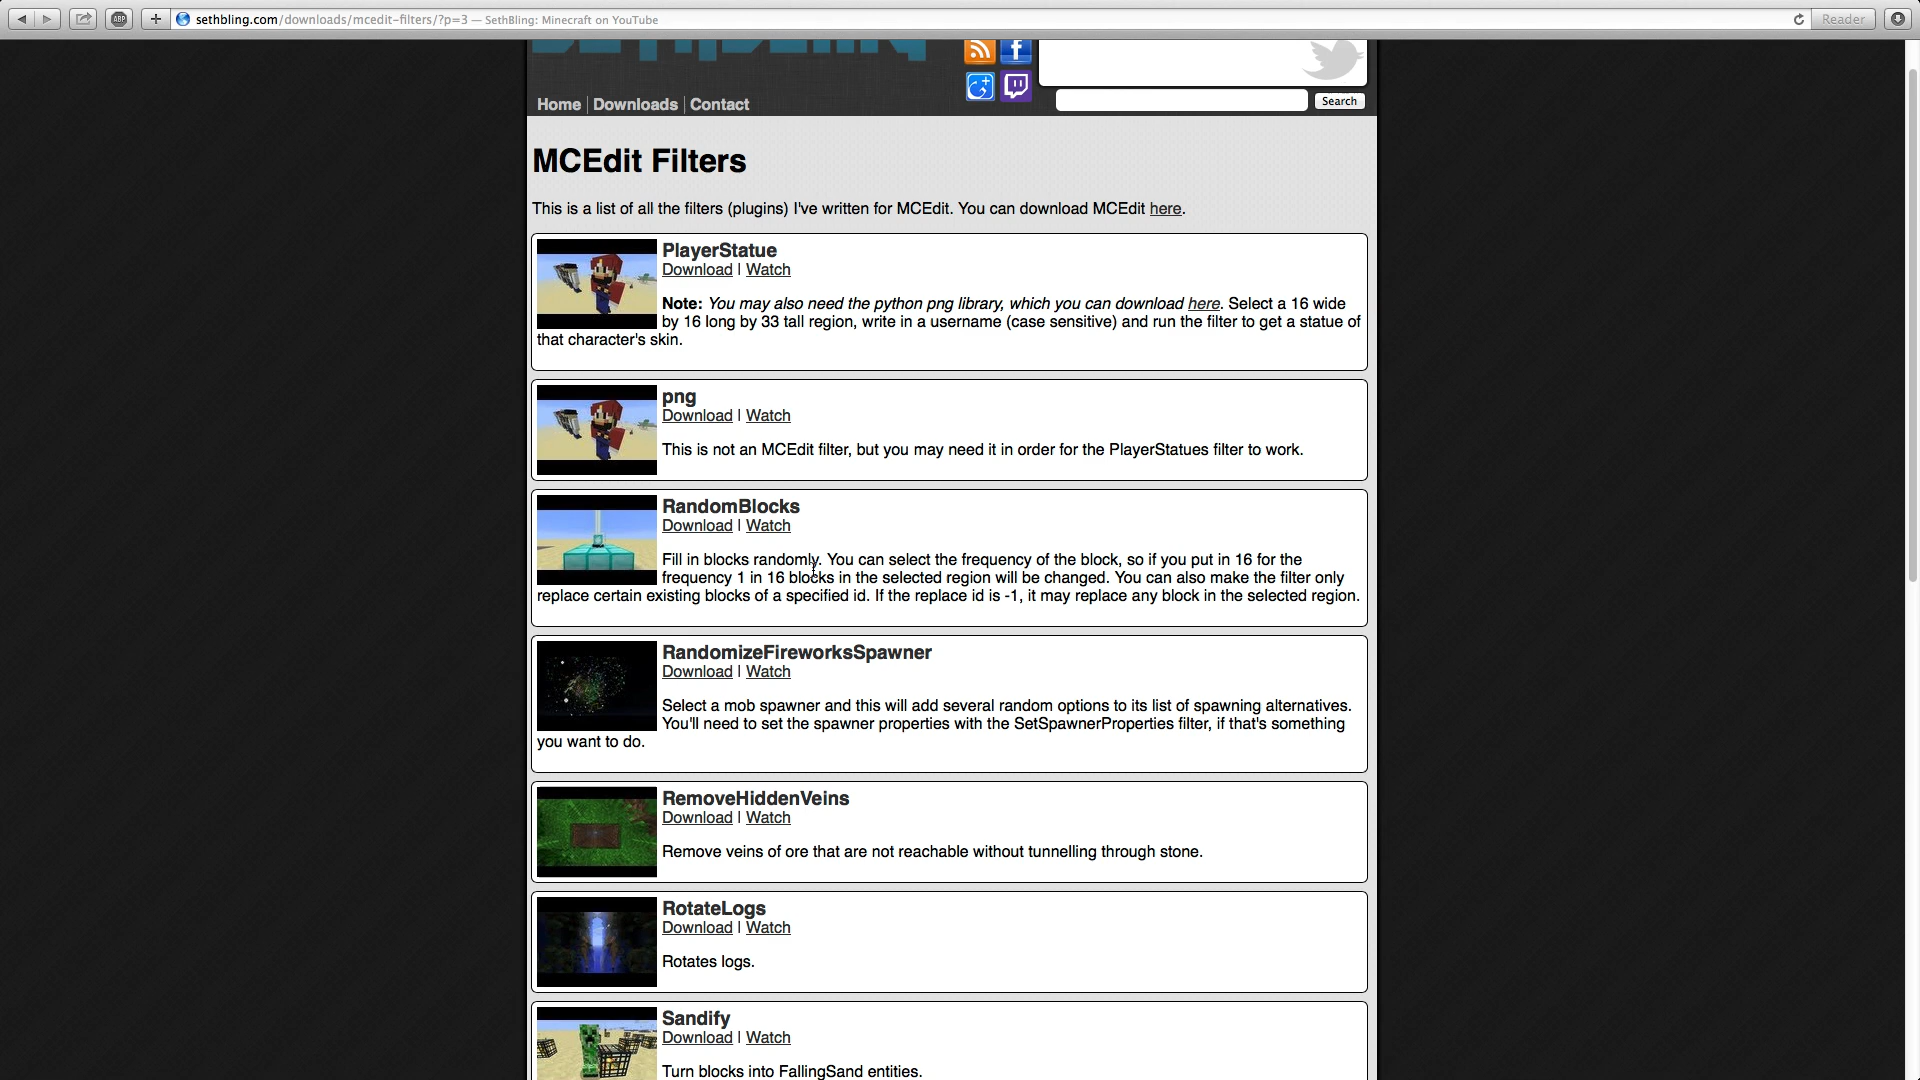 sethbling.com/downloads/mcedit-filters/?p=3 — SethBling: Minecraft on YouTube
Reader
ABP
Home | Downloads | Contact
Search
MCEdit Filters
This is a list of all the filters (plugins) I've written for MCEdit. You can download MCEdit here.
PlayerStatue
Download | Watch
Note: You may also need the python png library, which you can download here. Select a 16 wide
by 16 long by 33 tall region, write in a username (case sensitive) and run the filter to get a statue of
that character's skin.
png
Download | Watch
This is not an MCEdit filter, but you may need it in order for the PlayerStatues filter to work.
RandomBlocks
Download | Watch
Fill in blocks randomly. You can select the frequency of the block, so if you put in 16 for the
frequency 1 in 16 blocks in the selected region will be changed. You can also make the filter only
replace certain existing blocks of a specified id. If the replace id is -1, it may replace any block in the selected region.
RandomizeFireworksSpawner
Download | Watch
Select a mob spawner and this will add several random options to its list of spawning alternatives.
You'll need to set the spawner properties with the SetSpawnerProperties filter, if that's something
you want to do.
RemoveHiddenVeins
Download | Watch
Remove veins of ore that are not reachable without tunnelling through stone.
RotateLogs
Download | Watch
Rotates logs.
Sandify
Download | Watch
Turn blocks into FallingSand entities.